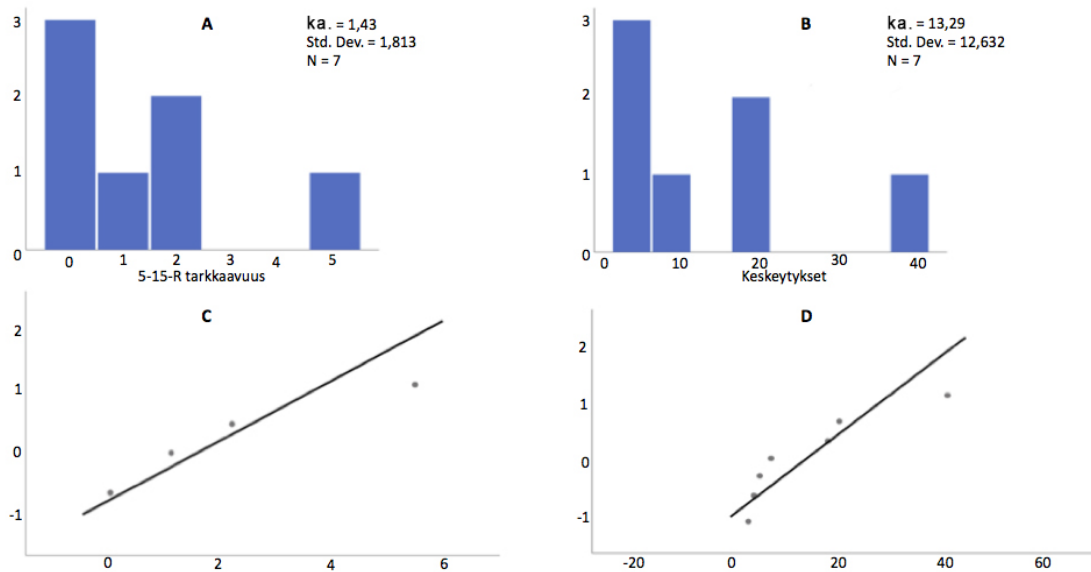 A
ka. = 1,43
Std. Dev. = 1,813
N = 7
3
2
1
0
0 1 2 3 4 5
5-15-R tarkkaavuus
B
ka. = 13,29
Std. Dev. = 12,632
N = 7
3
2
1
0
0 10 20 30 40
Keskeytykset
C
2
1
0
-1
0 2 4 6
D
2
1
0
-1
-20 0 20 40 60